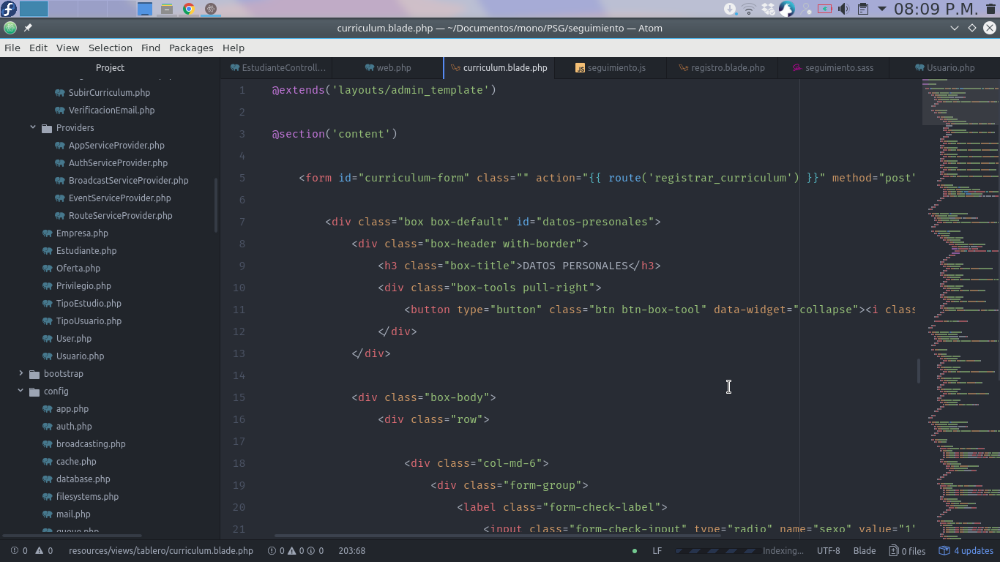 08:09 P.M.
curriculum.blade.php — ~/Documentos/mono/PSG/seguimiento — Atom
File Edit View Selection Find Packages Help
Project
SubirCurriculum.php
VerificacionEmail.php
Providers
AppServiceProvider.php
AuthServiceProvider.php
BroadcastServiceProvider.php
EventServiceProvider.php
RouteServiceProvider.php
Empresa.php
Estudiante.php
Oferta.php
Privilegio.php
TipoEstudio.php
TipoUsuario.php
User.php
Usuario.php
bootstrap
config
app.php
auth.php
broadcasting.php
cache.php
database.php
filesystems.php
mail.php
queue.php
EstudianteControll... web.php curriculum.blade.php JS seguimiento.js registro.blade.php seguimiento.sass Usuario.php
1 @extends('layouts/admin_template')
2
3 @section('content')
4
5 <form id="curriculum-form" class="" action="{{ route('registrar_curriculum') }}" method="post"
6
7 <div class="box box-default" id="datos-presonales">
8 <div class="box-header with-border">
9 <h3 class="box-title">DATOS PERSONALES</h3>
10 <div class="box-tools pull-right">
11 <button type="button" class="btn btn-box-tool" data-widget="collapse"><i class
12 </div>
13 </div>
14
15 <div class="box-body">
16 <div class="row">
17
18 <div class="col-md-6">
19 <div class="form-group">
20 <label class="form-check-label">
21 <input class="form-check-input" type="radio" name="sexo" value="1"
0 0 resources/views/tablero/curriculum.blade.php 0 0 0 203:68 LF Indexing... UTF-8 Blade 0 files 4 updates